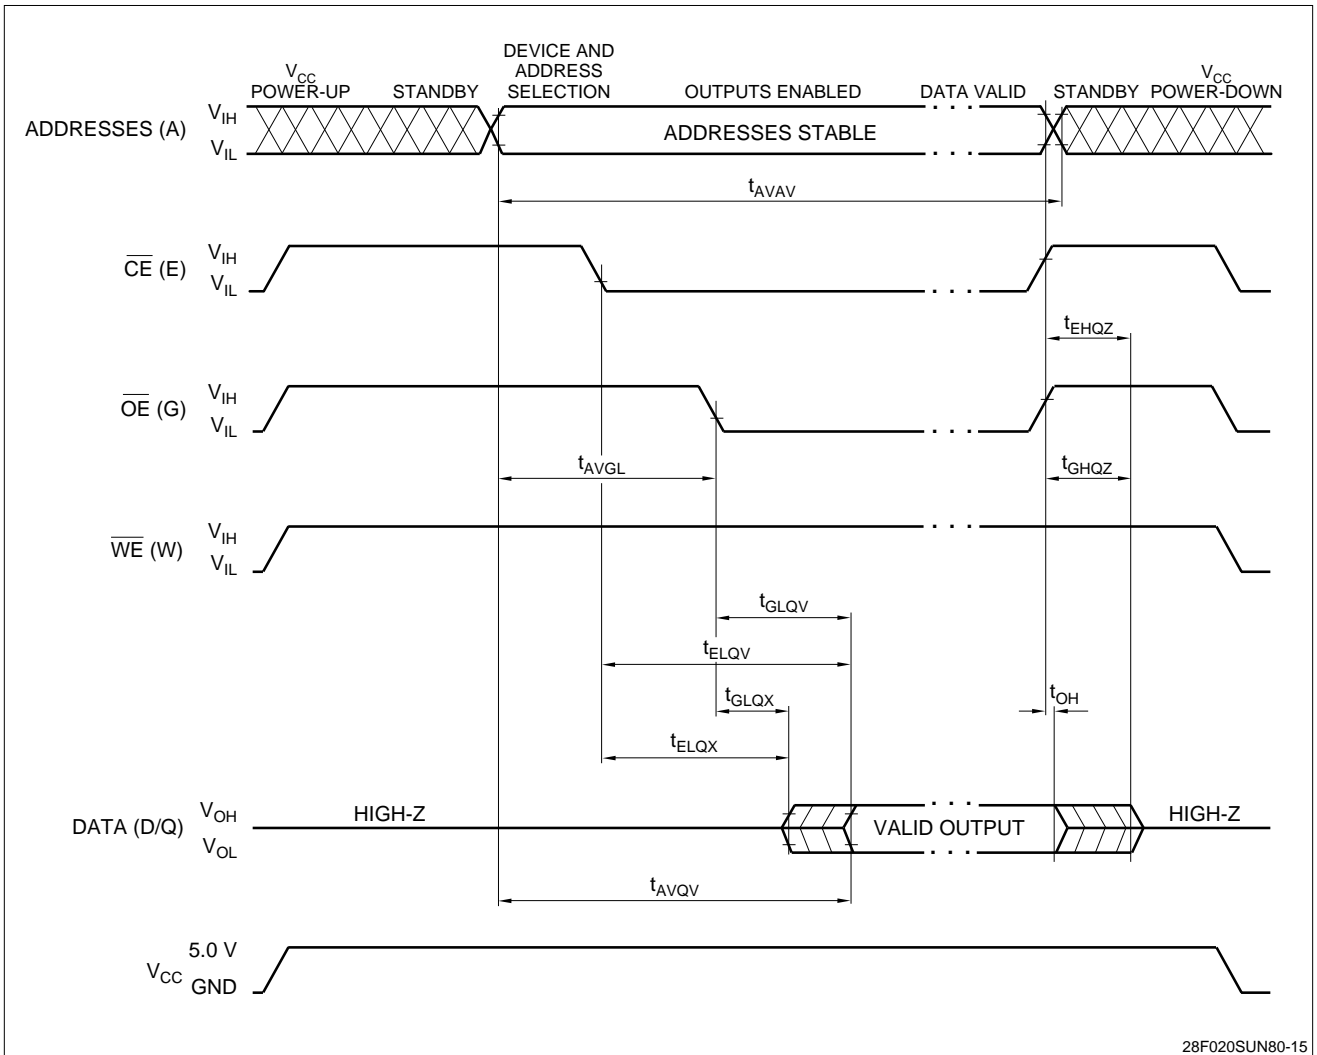 DEVICE AND
ADDRESS
SELECTION
VCC
POWER-UP
STANDBY
OUTPUTS ENABLED
DATA VALID
STANDBY
VCC
POWER-DOWN
ADDRESSES (A)
VIH
VIL
ADDRESSES STABLE
tAVAV
CE (E)
VIH
VIL
tEHQZ
OE (G)
VIH
VIL
tAVGL
tGHQZ
WE (W)
VIH
VIL
tGLQV
tELQV
tGLQX
tOH
tELQX
DATA (D/Q)
VOH
VOL
HIGH-Z
VALID OUTPUT
HIGH-Z
tAVQV
VCC
5.0 V
GND
28F020SUN80-15